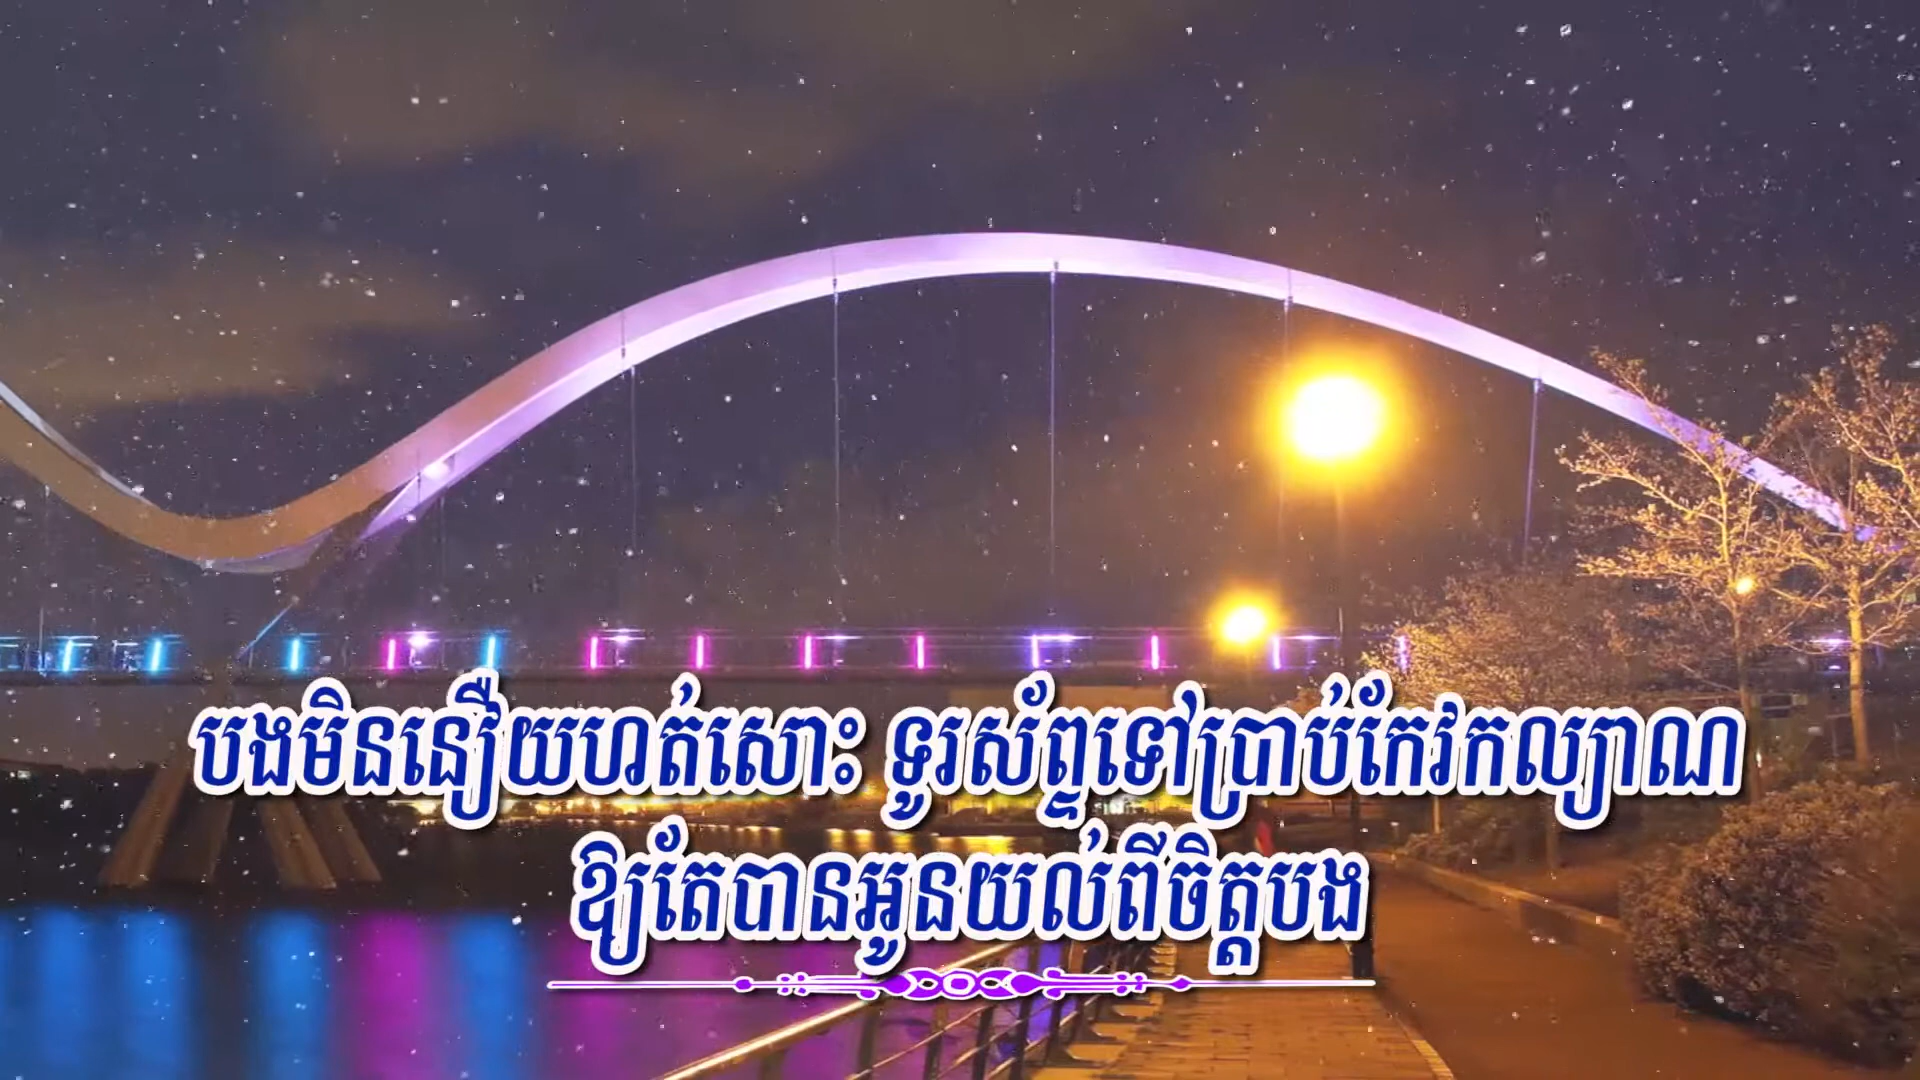 បងមិននឿយហត់សោះ ទូរស័ព្ទទៅប្រាប់កែវកល្យាណ
ឱ្យតែបានអូនយល់ពីចិត្តបង